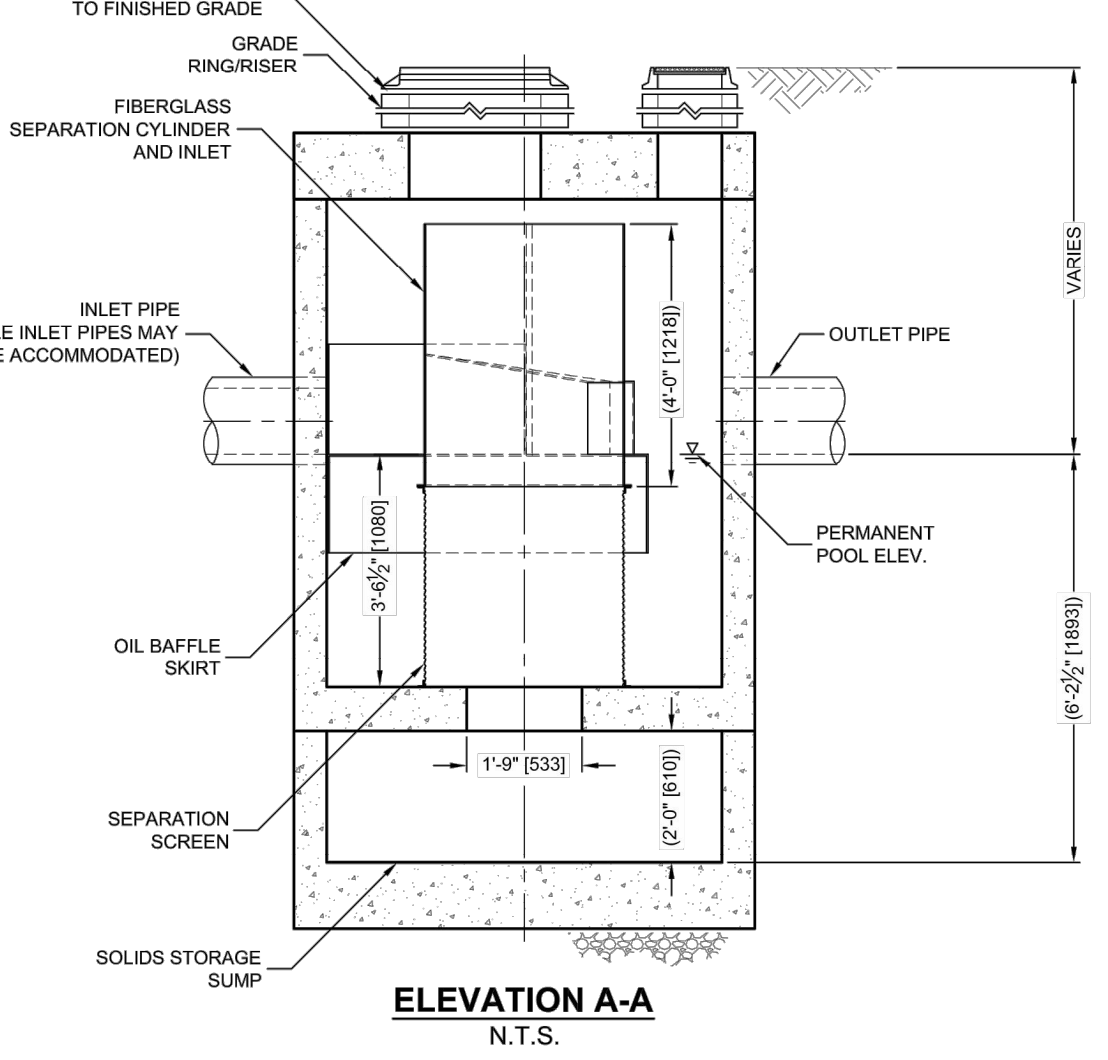 TO FINISHED GRADE
GRADE
RING/RISER
FIBERGLASS
SEPARATION CYLINDER
AND INLET
INLET PIPE
LE INLET PIPES MAY
E ACCOMMODATED)
OIL BAFFLE
SKIRT
SEPARATION
SCREEN
SOLIDS STORAGE
SUMP
3'-6½" [1080]
(4'-0" [1218])
1'-9" [533]
(2'-0" [610])
VARIES
OUTLET PIPE
PERMANENT
POOL ELEV.
(6'-2½" [1893])
ELEVATION A-A
N.T.S.